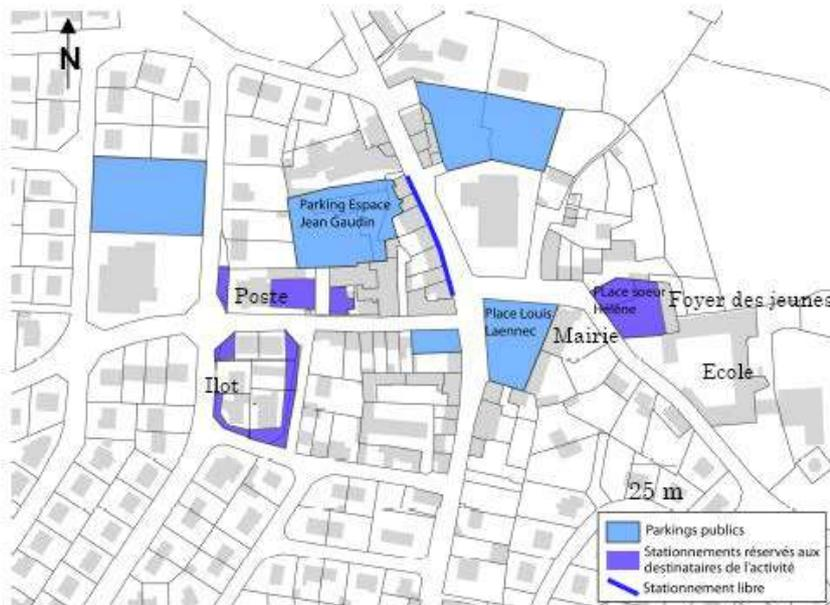 N
Parking Espace
Jean Gaudin
Poste
Place Louis
Laennec
PLace soeur
Hélène
Foyer des jeunes
Mairie
Ecole
Ilot
25 m
Parkings publics
Stationnements réservés aux
destinataires de l'activité
Stationnement libre